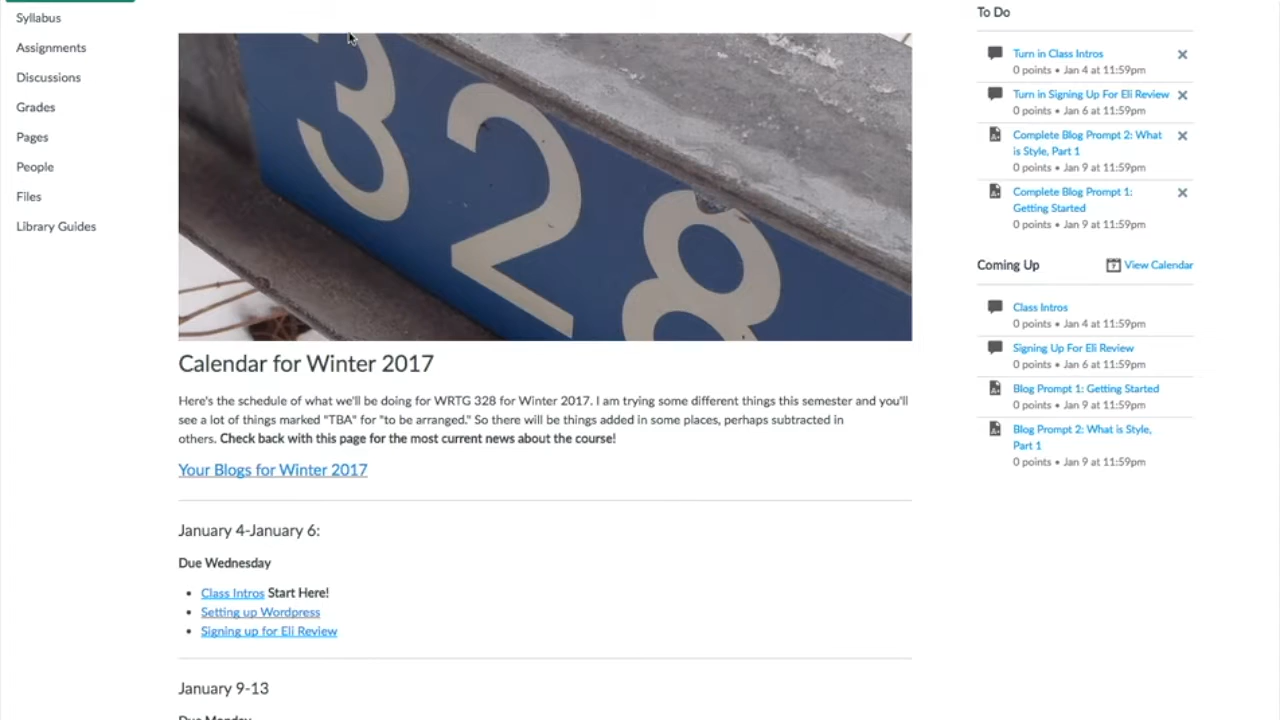 Syllabus
Assignments
Discussions
Grades
Pages
People
Files
Library Guides
328
Calendar for Winter 2017
Here's the schedule of what we'll be doing for WRTG 328 for Winter 2017. I am trying some different things this semester and you'll
see a lot of things marked "TBA" for "to be arranged." So there will be things added in some places, perhaps subtracted in
others. Check back with this page for the most current news about the course!
Your Blogs for Winter 2017
January 4-January 6:
Due Wednesday
Class Intros Start Here!
Setting up Wordpress
Signing up for Eli Review
January 9-13
Due Monday
To Do
Turn in Class Intros
0 points • Jan 4 at 11:59pm
Turn in Signing Up For Eli Review
0 points • Jan 6 at 11:59pm
Complete Blog Prompt 2: What
is Style, Part 1
0 points • Jan 9 at 11:59pm
Complete Blog Prompt 1:
Getting Started
0 points • Jan 9 at 11:59pm
Coming Up
View Calendar
Class Intros
0 points • Jan 4 at 11:59pm
Signing Up For Eli Review
0 points • Jan 6 at 11:59pm
Blog Prompt 1: Getting Started
0 points • Jan 9 at 11:59pm
Blog Prompt 2: What is Style,
Part 1
0 points • Jan 9 at 11:59pm